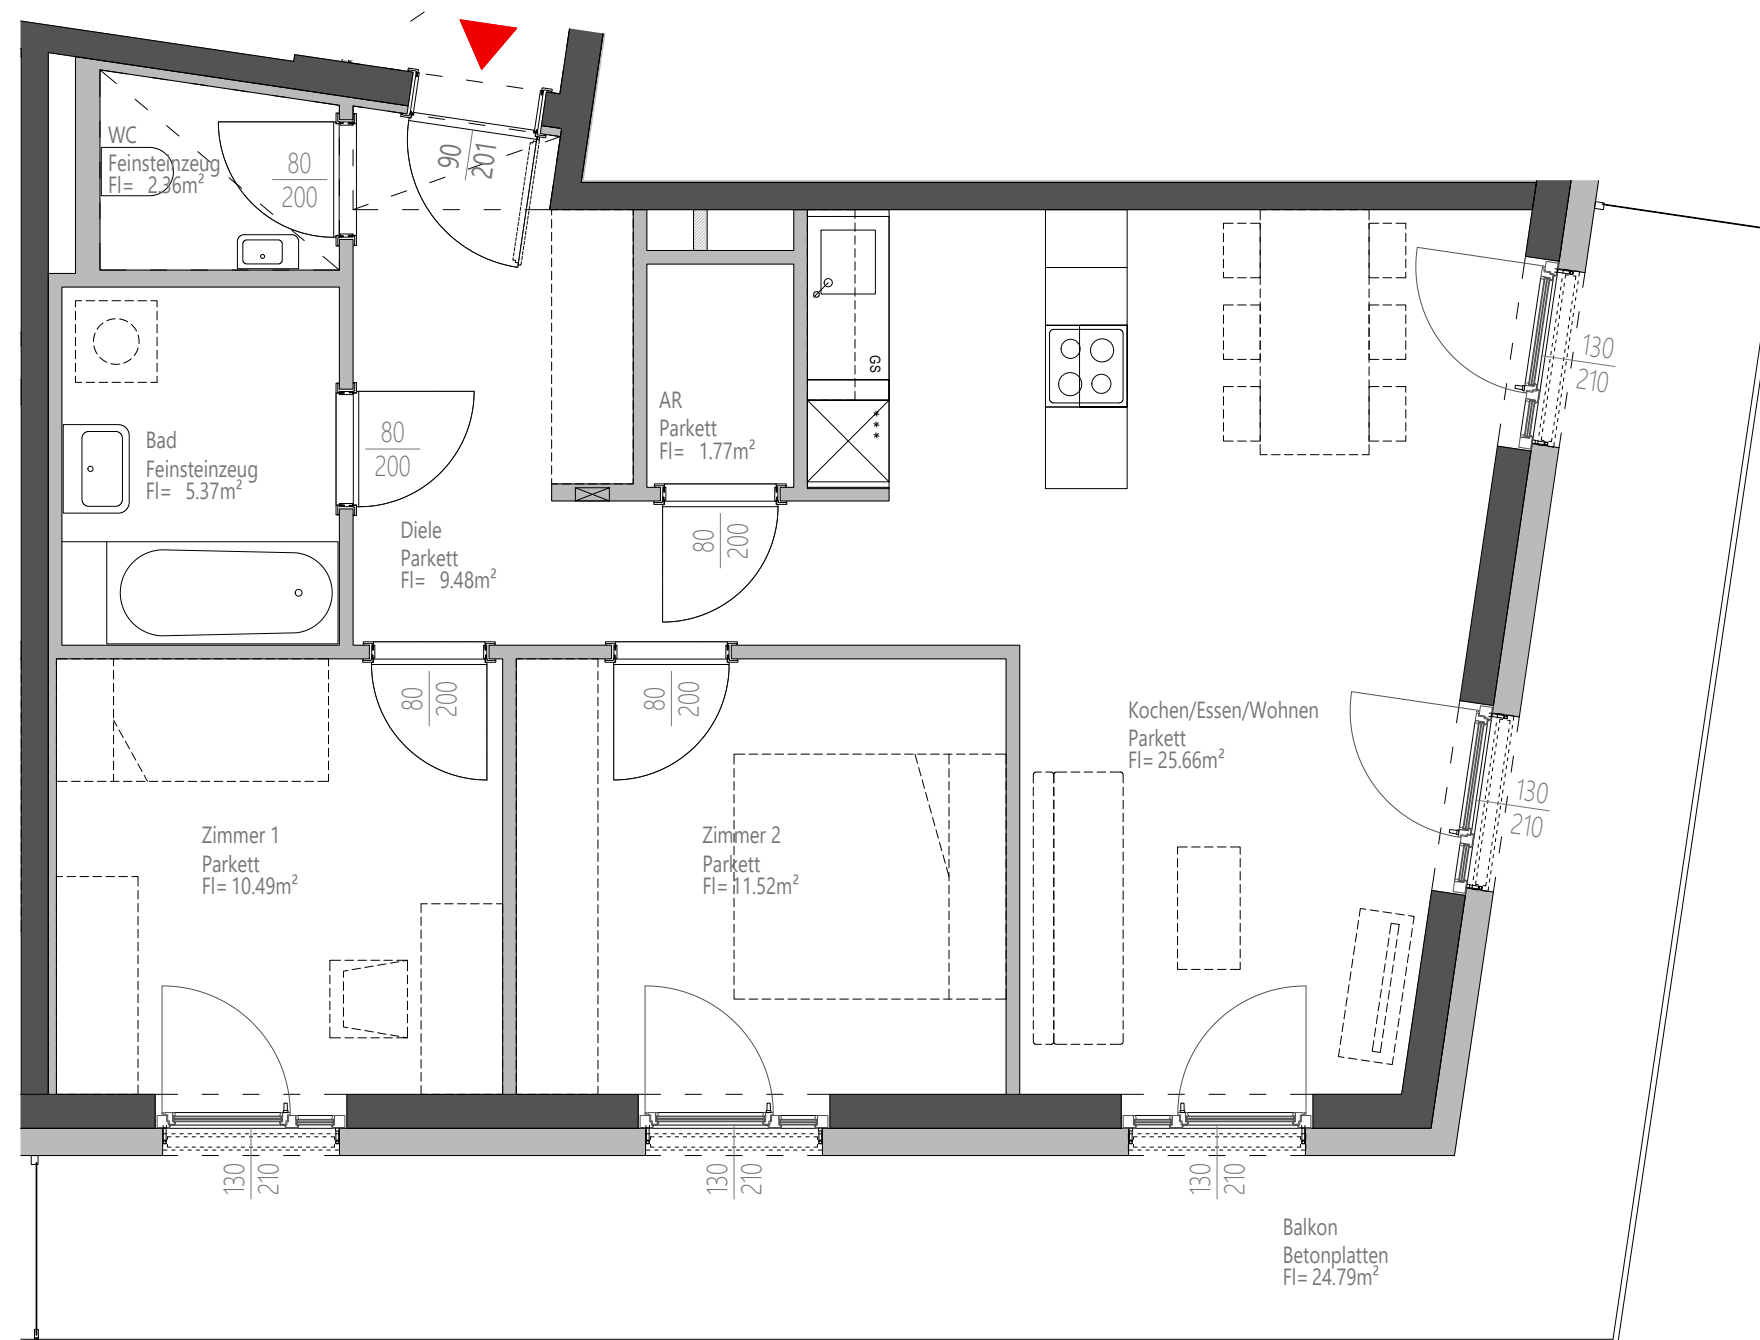 WC
Feinsteinzeug
Fl= 2.36m²
80
200
90
201
130
210
AR
Parkett
Fl= 1.77m²
GS
***
Bad
Feinsteinzeug
Fl= 5.37m²
80
200
Diele
Parkett
Fl= 9.48m²
80
200
80
200
80
200
Kochen/Essen/Wohnen
Parkett
Fl= 25.66m²
130
210
Zimmer 1
Parkett
Fl= 10.49m²
Zimmer 2
Parkett
Fl= 11.52m²
130
210
130
210
130
210
Balkon
Betonplatten
Fl= 24.79m²